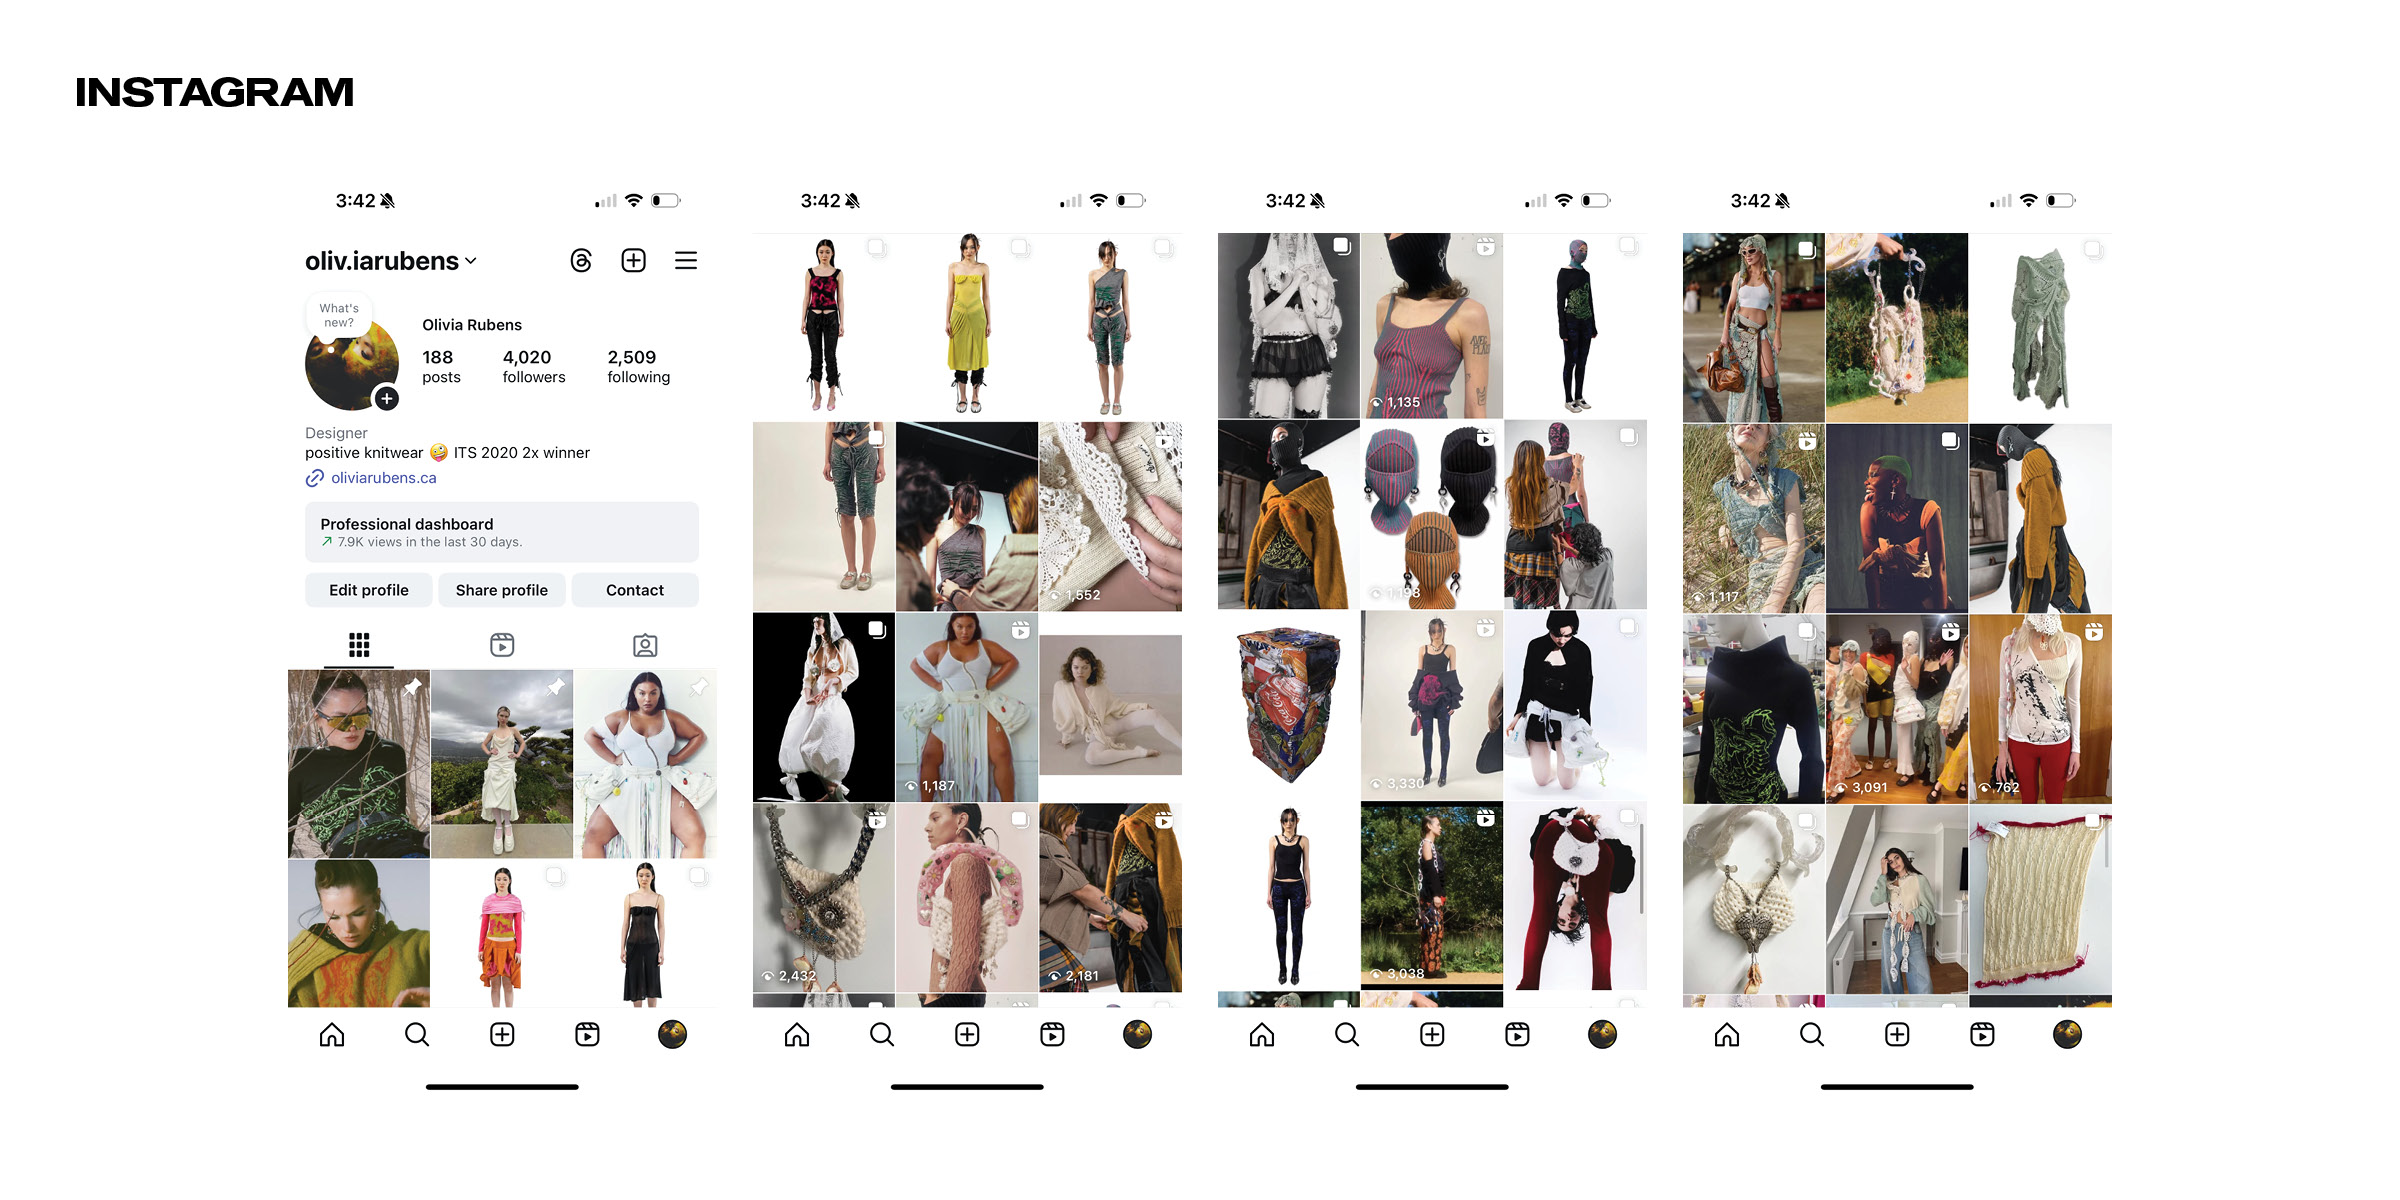 INSTAGRAM
3:42
oliv.iarubens
What's
new?
Olivia Rubens
188
posts
4,020
followers
2,509
following
Designer
positive knitwear 🤪 ITS 2020 2x winner
oliviarubens.ca
Professional dashboard
7.9K views in the last 30 days.
Edit profile
Share profile
Contact
3:42
1,552
1,187
2,432
2,181
3:42
1,135
1,198
Coca-Cola
3,330
3,038
3:42
1,117
3,091
762